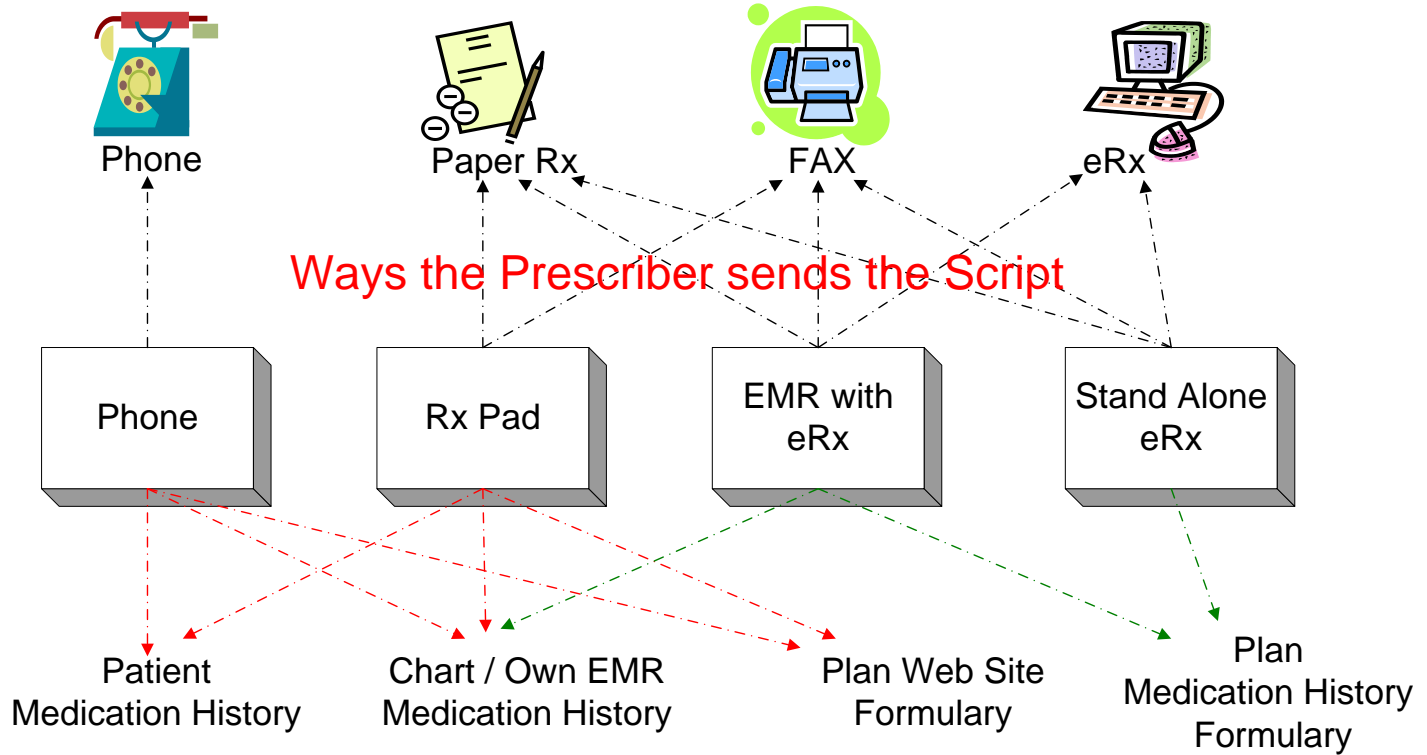 Phone
Paper Rx
FAX
eRx
Ways the Prescriber sends the Script
Phone
Rx Pad
EMR with
eRx
Stand Alone
eRx
Patient
Medication History
Chart / Own EMR
Medication History
Plan Web Site
Formulary
Plan
Medication History
Formulary